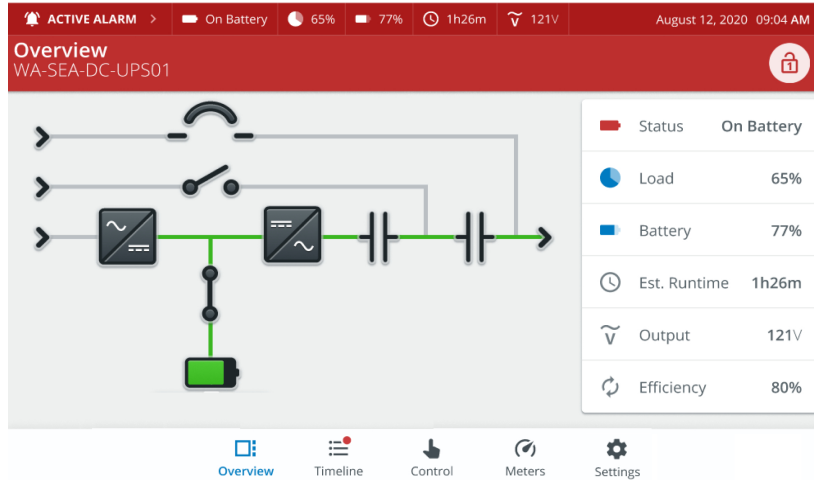 ACTIVE ALARM > On Battery 65% 77% 1h26m V 121V August 12, 2020 09:04 AM
Overview
WA-SEA-DC-UPS01
1
Status On Battery
Load 65%
Battery 77%
Est. Runtime 1h26m
V Output 121V
Efficiency 80%
Overview Timeline Control Meters Settings